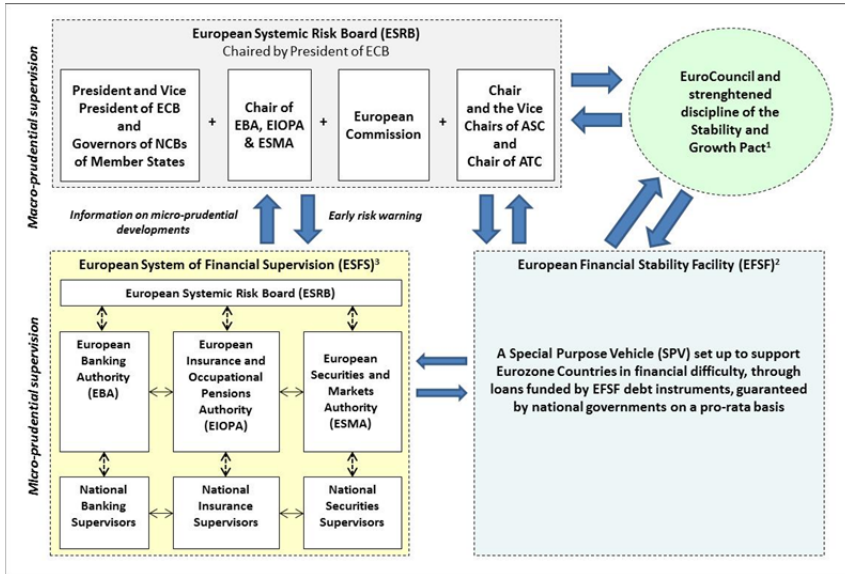 Macro-prudential supervision
European Systemic Risk Board (ESRB)
Chaired by President of ECB
President and Vice
President of ECB
and
Governors of NCBs
of Member States
+
Chair of
EBA, EIOPA
& ESMA
+
European
Commission
+
Chair
and the Vice
Chairs of ASC
and
Chair of ATC
EuroCouncil and
strenghtened
discipline of the
Stability and
Growth Pact¹
Information on micro-prudential
developments
Early risk warning
MIcro-prudential supervision
European System of Financial Supervision (ESFS)³
European Systemic Risk Board (ESRB)
European
Banking
Authority
(EBA)
European
Insurance and
Occupational
Pensions
Authority
(EIOPA)
European
Securities and
Markets
Authority
(ESMA)
National
Banking
Supervisors
National
Insurance
Supervisors
National
Securities
Supervisors
European Financial Stability Facility (EFSF)²
A Special Purpose Vehicle (SPV) set up to support
Eurozone Countries in financial difficulty, through
loans funded by EFSF debt instruments, guaranteed
by national governments on a pro-rata basis